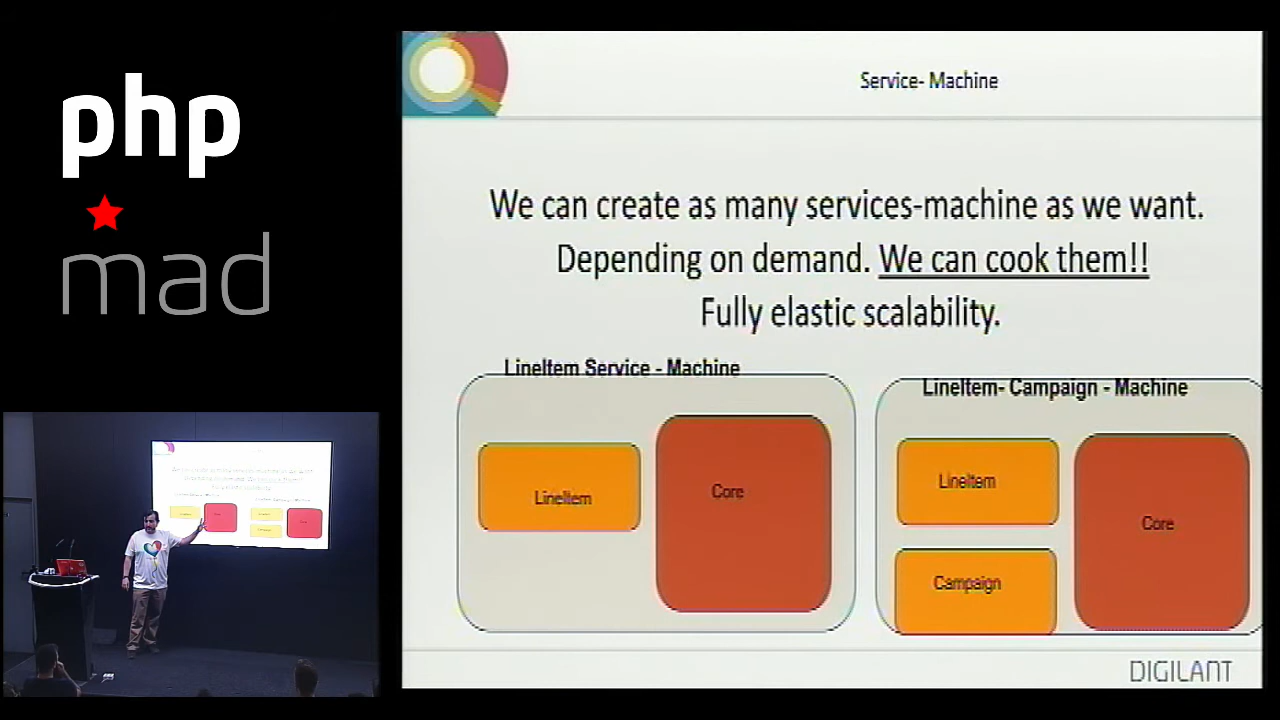 php
mad
Service- Machine
We can create as many services-machine as we want.
Depending on demand. We can cook them!!
Fully elastic scalability.
LineItem Service - Machine
LineItem
Core
LineItem- Campaign - Machine
LineItem
Campaign
Core
DIGILANT